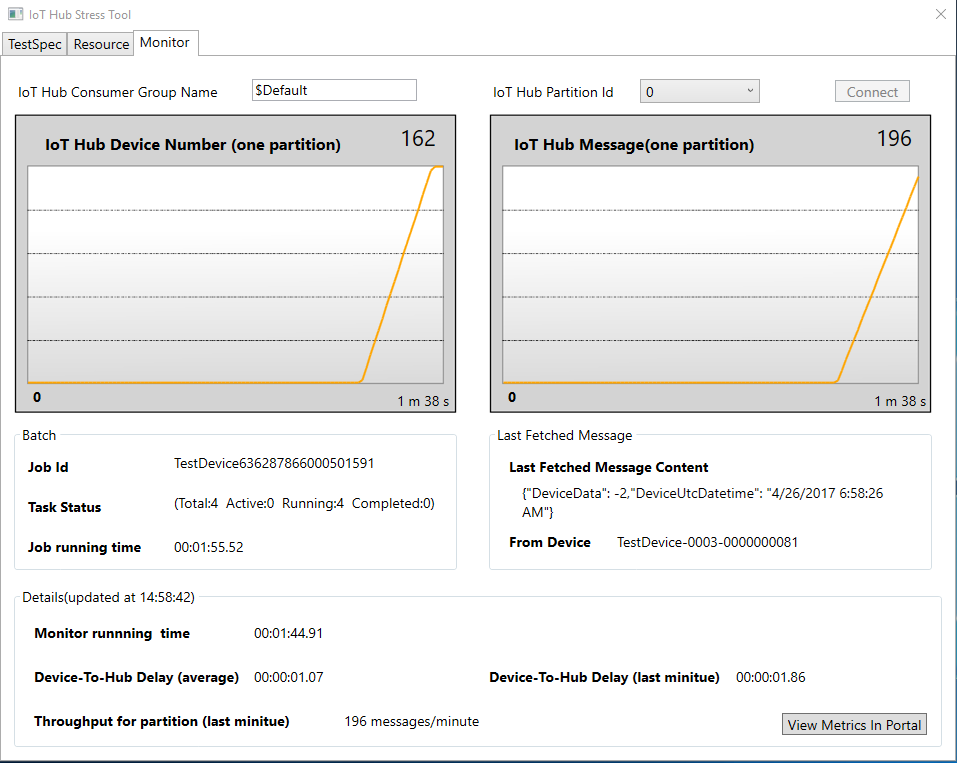 IoT Hub Stress Tool
TestSpec Resource Monitor
IoT Hub Consumer Group Name $Default IoT Hub Partition Id 0 Connect
IoT Hub Device Number (one partition) 162
0 1 m 38 s
IoT Hub Message(one partition) 196
0 1 m 38 s
Batch
Job Id TestDevice636287866000501591
Task Status (Total:4 Active:0 Running:4 Completed:0)
Job running time 00:01:55.52
Last Fetched Message
Last Fetched Message Content
{"DeviceData": -2,"DeviceUtcDatetime": "4/26/2017 6:58:26
AM"}
From Device TestDevice-0003-0000000081
Details(updated at 14:58:42)
Monitor runnning time 00:01:44.91
Device-To-Hub Delay (average) 00:00:01.07 Device-To-Hub Delay (last minitue) 00:00:01.86
Throughput for partition (last minitue) 196 messages/minute
View Metrics In Portal